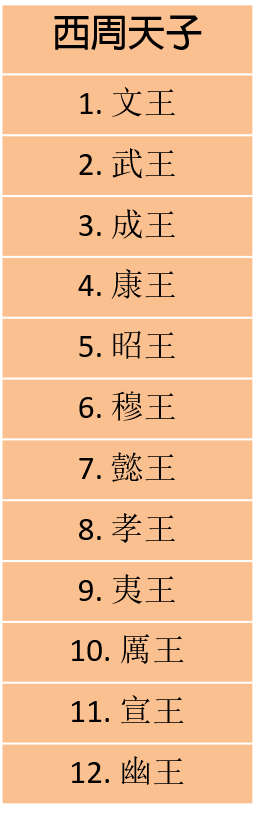 西周天子
1. 文王
2. 武王
3. 成王
4. 康王
5. 昭王
6. 穆王
7. 懿王
8. 孝王
9. 夷王
10. 厲王
11. 宣王
12. 幽王